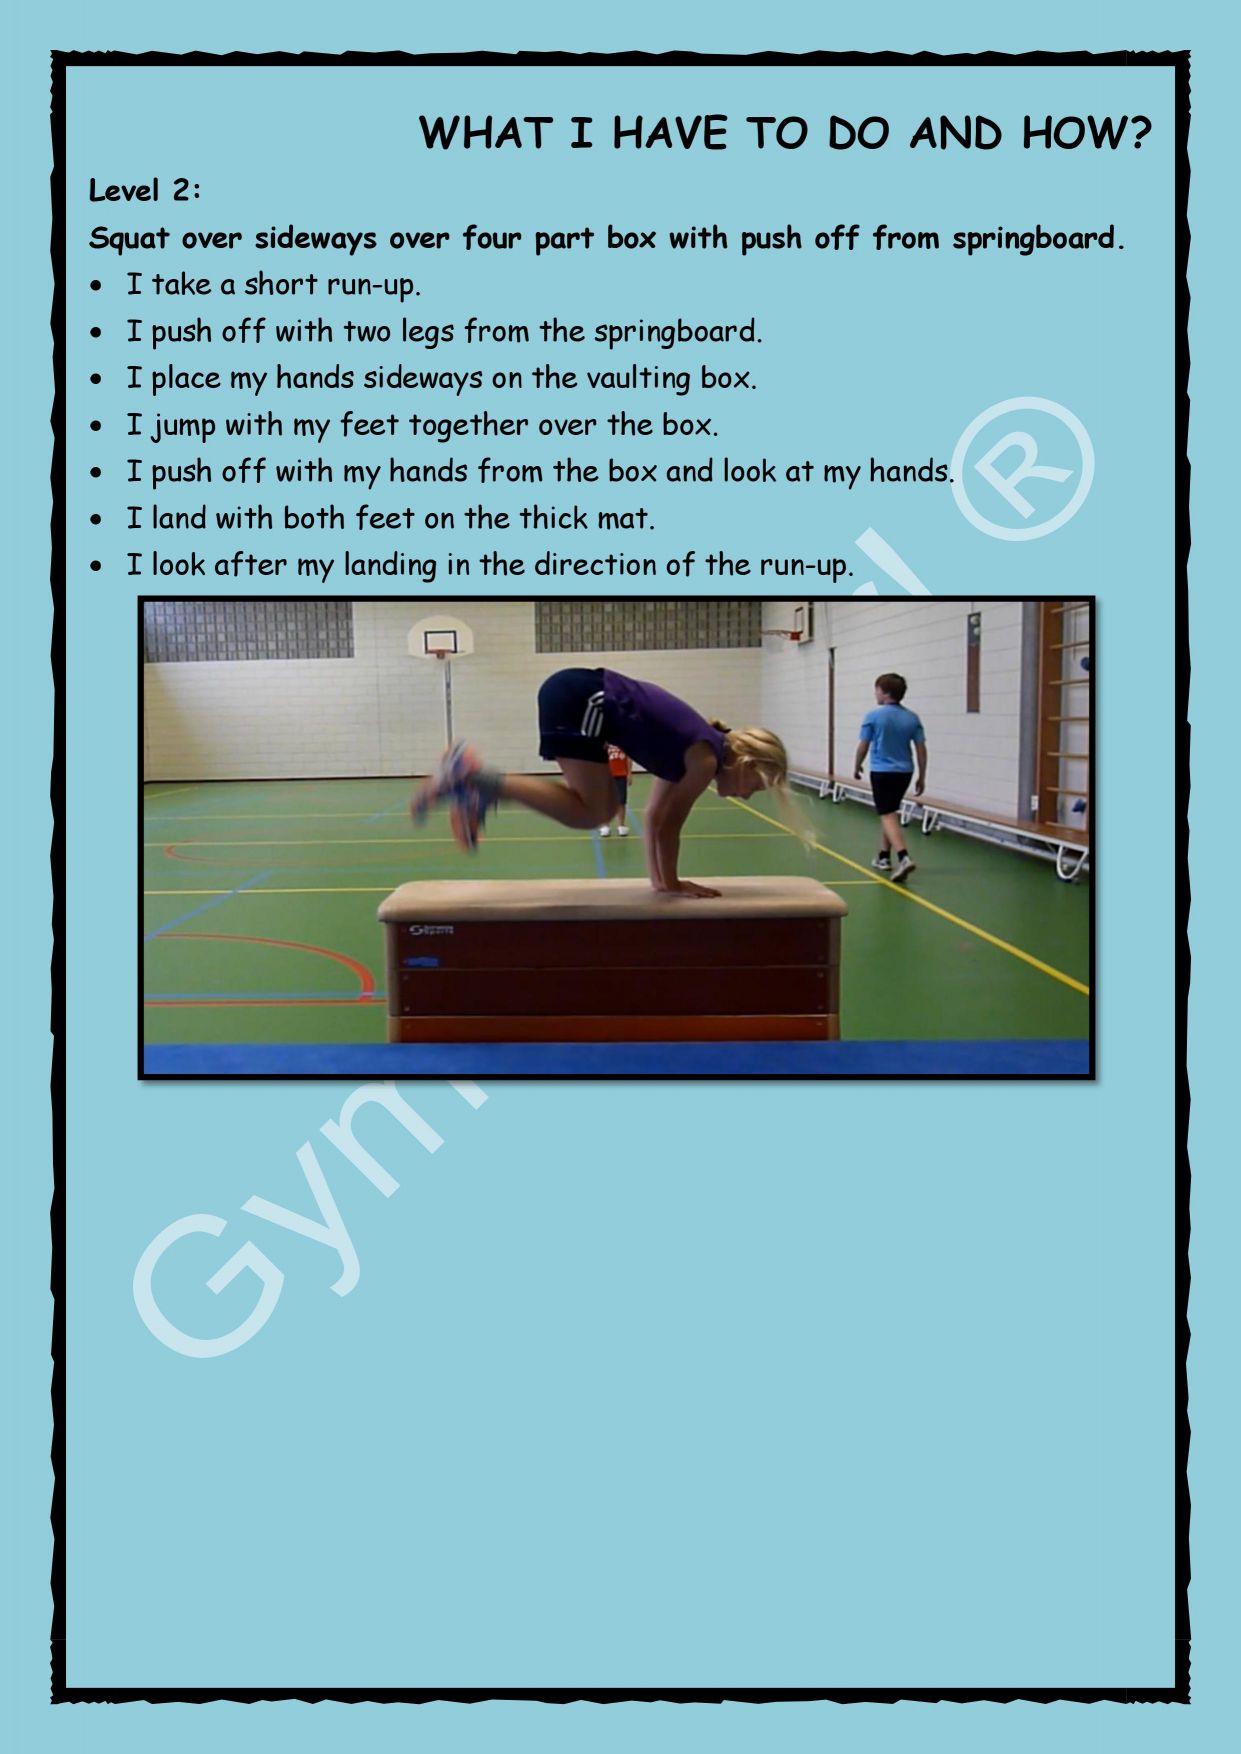 WHAT I HAVE TO DO AND HOW?
Level 2:
Squat over sideways over four part box with push off from springboard.
• I take a short run-up.
• I push off with two legs from the springboard.
• I place my hands sideways on the vaulting box.
• I jump with my feet together over the box.
• I push off with my hands from the box and look at my hands.
• I land with both feet on the thick mat.
• I look after my landing in the direction of the run-up.
®